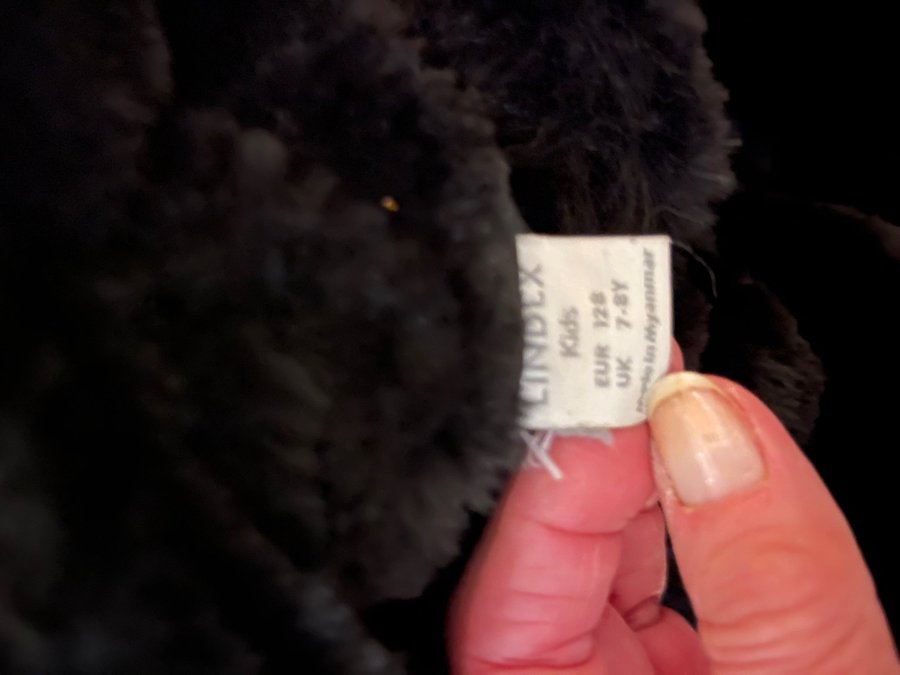 LINDEX
Kids
EUR 128
UK 7-8Y
Made in Myanmar